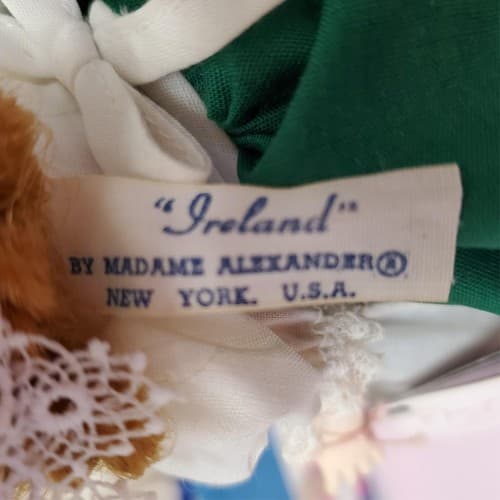 "Ireland"
BY MADAME ALEXANDER®
NEW YORK. U.S.A.